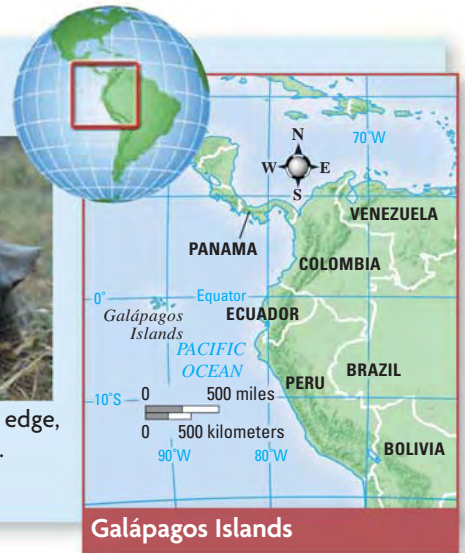 N
W E
S
70°W
VENEZUELA
PANAMA
COLOMBIA
0°
Equator
Galápagos
Islands
ECUADOR
PACIFIC
OCEAN
PERU
BRAZIL
0 500 miles
10°S
0 500 kilometers
90°W 80°W
BOLIVIA
edge,
.
Galápagos Islands